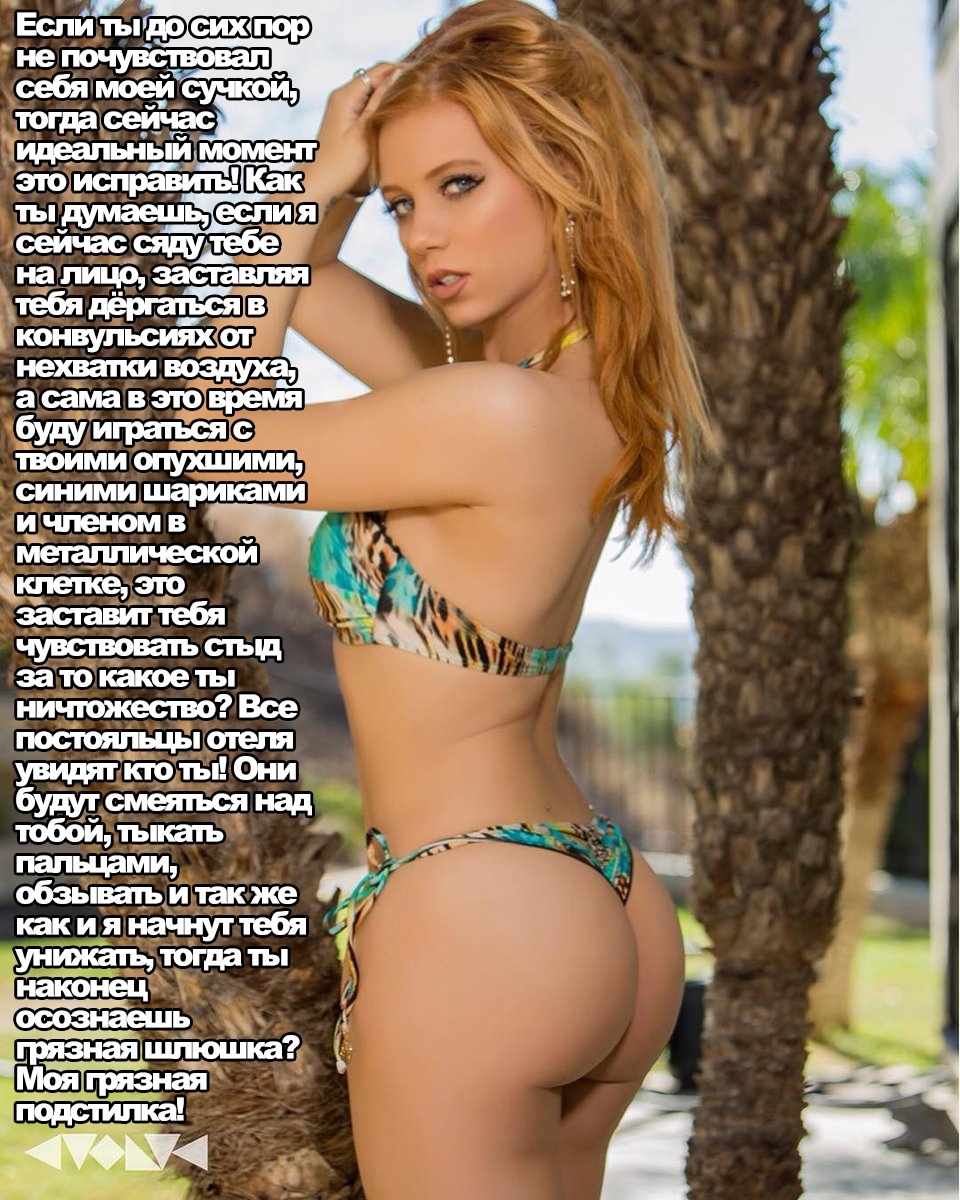 Если ты до сих пор
не почувствовал
себя моей сучкой,
тогда сейчас
идеальный момент
это исправить! Как
ты думаешь, если я
сейчас сяду тебе
на лицо, заставляя
тебя дёргаться в
конвульсиях от
нехватки воздуха,
а сама в это время
буду играться с
твоими опухшими,
синими шариками
и членом в
металлической
клетке, это
заставит тебя
чувствовать стыд
за то какое ты
ничтожество? Все
постояльцы отеля
увидят кто ты! Они
будут смеяться над
тобой, тыкать
пальцами,
обзывать и так же
как и я начнут тебя
унижать, тогда ты
наконец
осознаешь
грязная шлюшка?
Моя грязная
подстилка!